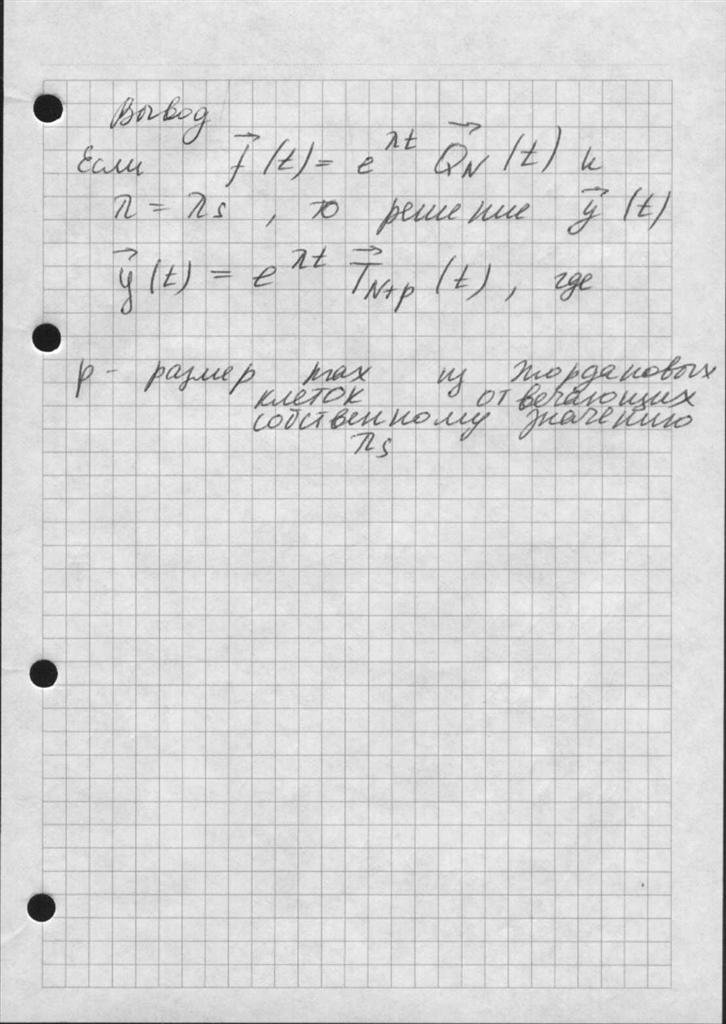 Вывод
Если $\vec{f}(t) = e^{\lambda t} \vec{Q}_N(t)$ и
$\lambda = \lambda_s$, то решение $\vec{y}(t)$
$\vec{y}(t) = e^{\lambda t} \vec{T}_{N+p}(t)$, где
p - размер max из жордановых
клеток отвечающих
собственному значению
$\lambda_s$